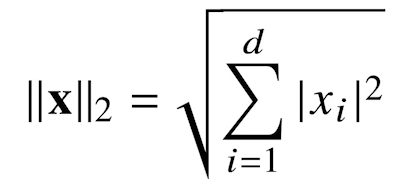 ||𝐱||₂ = √(∑_{i=1}^{d} |x_i|²)